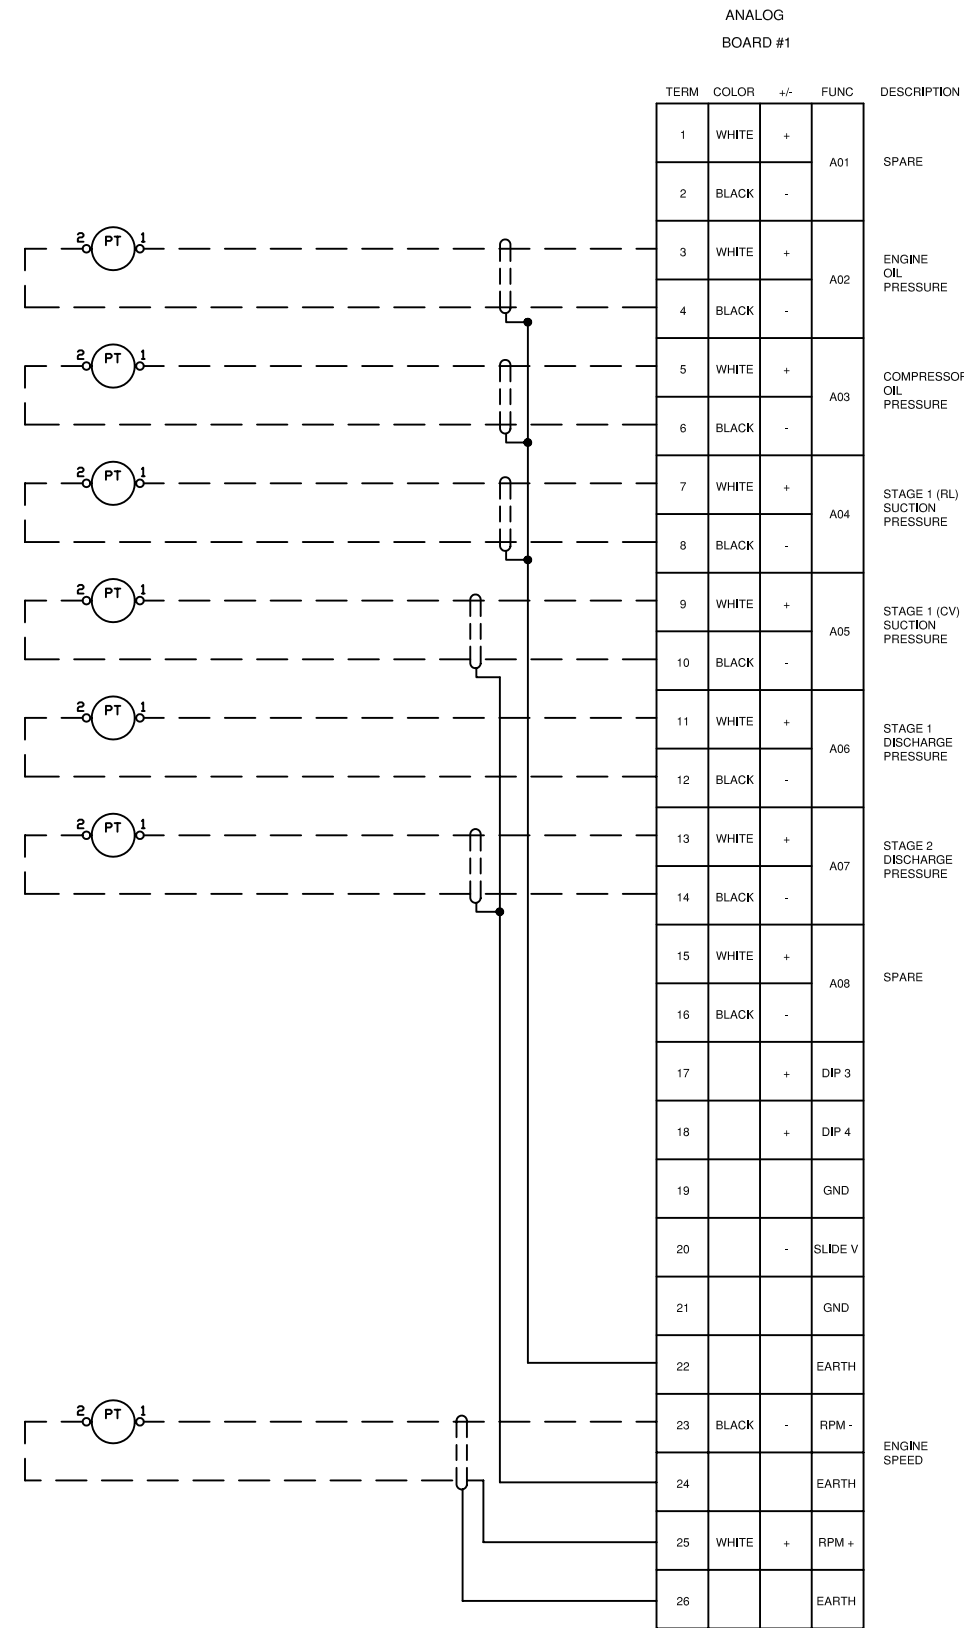 ANALOG
BOARD #1
TERM COLOR +/- FUNC DESCRIPTION
1 WHITE +
A01 SPARE
2 BLACK -
2 PT 1
3 WHITE +
A02
ENGINE
OIL
PRESSURE
4 BLACK -
2 PT 1
5 WHITE +
A03
COMPRESSOR
OIL
PRESSURE
6 BLACK -
2 PT 1
7 WHITE +
A04
STAGE 1 (RL)
SUCTION
PRESSURE
8 BLACK -
2 PT 1
9 WHITE +
A05
STAGE 1 (CV)
SUCTION
PRESSURE
10 BLACK -
2 PT 1
11 WHITE +
A06
STAGE 1
DISCHARGE
PRESSURE
12 BLACK -
2 PT 1
13 WHITE +
A07
STAGE 2
DISCHARGE
PRESSURE
14 BLACK -
15 WHITE +
A08 SPARE
16 BLACK -
17 + DIP 3
18 + DIP 4
19 GND
20 - SLIDE V
21 GND
22 EARTH
2 PT 1
23 BLACK - RPM -
ENGINE
SPEED
24 EARTH
25 WHITE + RPM +
26 EARTH